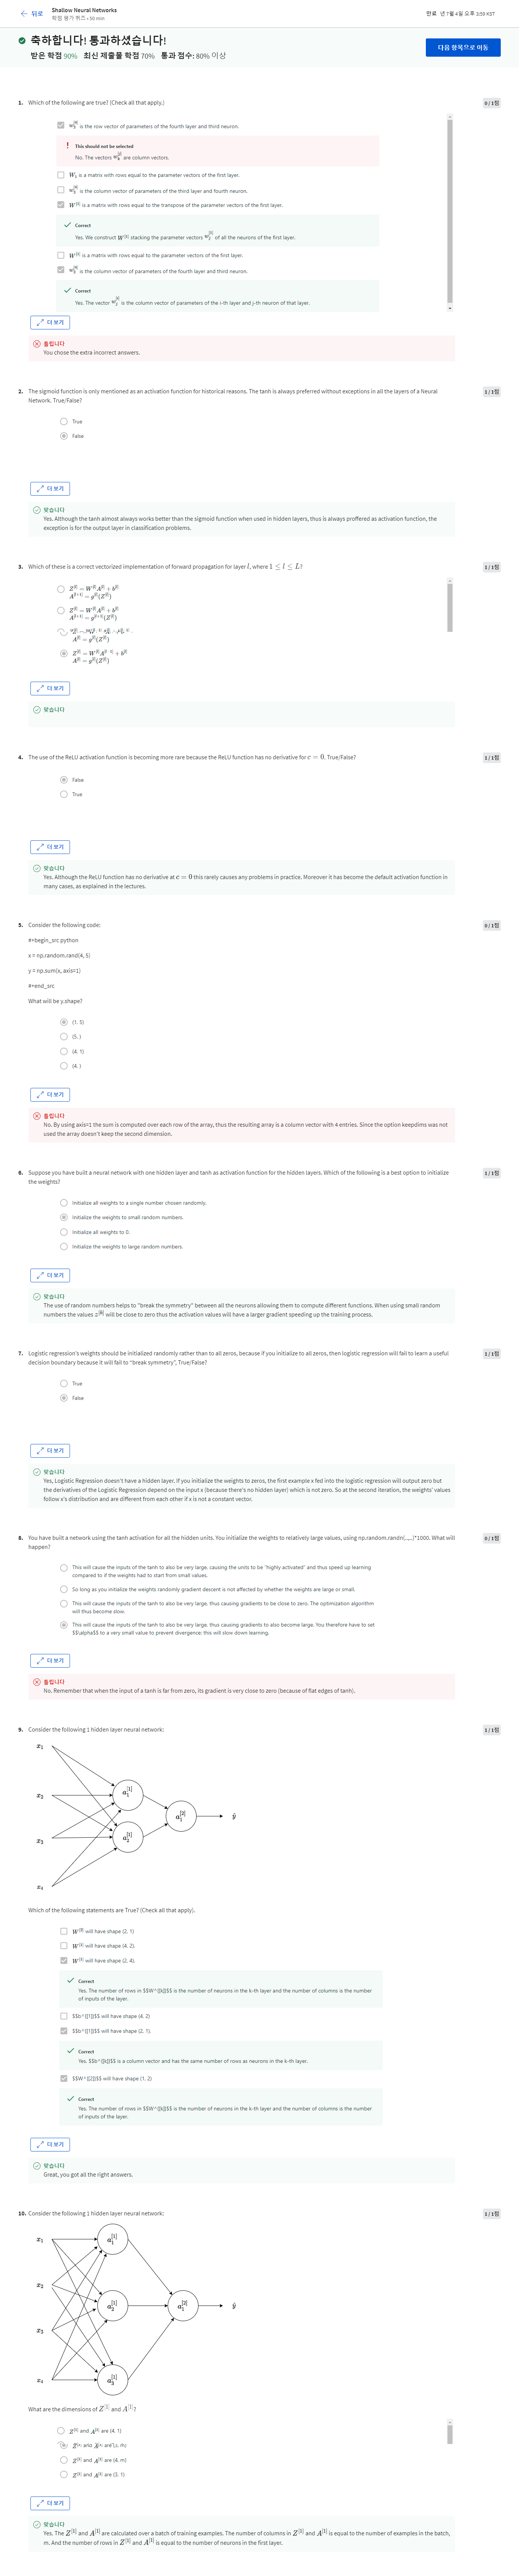 뒤로
Shallow Neural Networks
학점 평가 퀴즈 • 50 min
만료 년 7월 4일 오후 3:59 KST
축하합니다! 통과하셨습니다!
받은 학점 90% 최신 제출물 학점 70% 통과 점수: 80% 이상
다음 항목으로 이동
1. Which of the following are true? (Check all that apply.)
0 / 1점
w_3^{[4]} is the row vector of parameters of the fourth layer and third neuron.
This should not be selected
No. The vectors are column vectors.
W_1 is a matrix with rows equal to the parameter vectors of the first layer.
is the column vector of parameters of the third layer and fourth neuron.
W^{[1]} is a matrix with rows equal to the transpose of the parameter vectors of the first layer.
Correct
Yes. We construct W^{[1]} stacking the parameter vectors of all the neurons of the first layer.
W^{[1]} is a matrix with rows equal to the parameter vectors of the first layer.
w_3^{[4]} is the column vector of parameters of the fourth layer and third neuron.
Correct
Yes. The vector is the column vector of parameters of the i-th layer and j-th neuron of that layer.
더 보기
틀립니다
You chose the extra incorrect answers.
2. The sigmoid function is only mentioned as an activation function for historical reasons. The tanh is always preferred without exceptions in all the layers of a Neural
Network. True/False?
1 / 1점
True
False
더 보기
맞습니다
Yes. Although the tanh almost always works better than the sigmoid function when used in hidden layers, thus is always proffered as activation function, the
exception is for the output layer in classification problems.
3. Which of these is a correct vectorized implementation of forward propagation for layer l, where 1 ≤ l ≤ L?
1 / 1점
Z^{[l]} = W^{[l]}A^{[l]} + b^{[l]}
A^{[l+1]} = g^{[l]}(Z^{[l]})
Z^{[l]} = W^{[l]}A^{[l]} + b^{[l]}
A^{[l+1]} = g^{[l]}(Z^{[l]})
A^{[l]} = g^{[l]}(Z^{[l]})
Z^{[l]} = W^{[l]}A^{[l-1]} + b^{[l]}
A^{[l]} = g^{[l]}(Z^{[l]})
더 보기
맞습니다
4. The use of the ReLU activation function is becoming more rare because the ReLU function has no derivative for c = 0. True/False?
1 / 1점
False
True
더 보기
맞습니다
Yes. Although the ReLU function has no derivative at c = 0 this rarely causes any problems in practice. Moreover it has become the default activation function in
many cases, as explained in the lectures.
5. Consider the following code:
0 / 1점
#+begin_src python
x = np.random.rand(4, 5)
y = np.sum(x, axis=1)
#+end_src
What will be y.shape?
(1, 5)
(5, )
(4, 1)
(4, )
더 보기
틀립니다
No. By using axis=1 the sum is computed over each row of the array, thus the resulting array is a column vector with 4 entries. Since the option keepdims was not
used the array doesn't keep the second dimension.
6. Suppose you have built a neural network with one hidden layer and tanh as activation function for the hidden layers. Which of the following is a best option to initialize
the weights?
1 / 1점
Initialize all weights to a single number chosen randomly.
Initialize the weights to small random numbers.
Initialize all weights to 0.
Initialize the weights to large random numbers.
더 보기
맞습니다
The use of random numbers helps to "break the symmetry" between all the neurons allowing them to compute different functions. When using small random
numbers the values z^{[k]} will be close to zero thus the activation values will have a larger gradient speeding up the training process.
7. Logistic regression's weights should be initialized randomly rather than to all zeros, because if you initialize to all zeros, then logistic regression will fail to learn a useful
decision boundary because it will fail to "break symmetry", True/False?
1 / 1점
True
False
더 보기
맞습니다
Yes, Logistic Regression doesn't have a hidden layer. If you initialize the weights to zeros, the first example x fed into the logistic regression will output zero but
the derivatives of the Logistic Regression depend on the input x (because there's no hidden layer) which is not zero. So at the second iteration, the weights' values
follow x's distribution and are different from each other if x is not a constant vector.
8. You have built a network using the tanh activation for all the hidden units. You initialize the weights to relatively large values, using np.random.randn(..,..)*1000. What will
happen?
0 / 1점
This will cause the inputs of the tanh to also be very large, causing the units to be "highly activated" and thus speed up learning
compared to if the weights had to start from small values.
So long as you initialize the weights randomly gradient descent is not affected by whether the weights are large or small.
This will cause the inputs of the tanh to also be very large, thus causing gradients to be close to zero. The optimization algorithm
will thus become slow.
This will cause the inputs of the tanh to also be very large, thus causing gradients to also become large. You therefore have to set
$$\alpha$$ to a very small value to prevent divergence; this will slow down learning.
더 보기
틀립니다
No. Remember that when the input of a tanh is far from zero, its gradient is very close to zero (because of flat edges of tanh).
9. Consider the following 1 hidden layer neural network:
1 / 1점
x_1
x_2
x_3
x_4
a_1^{[1]}
a_2^{[1]}
a_1^{[2]}
ŷ
Which of the following statements are True? (Check all that apply).
W^{[2]} will have shape (2, 1)
W^{[1]} will have shape (4, 2).
W^{[1]} will have shape (2, 4).
Correct
Yes. The number of rows in $$W^{[k]}$$ is the number of neurons in the k-th layer and the number of columns is the number
of inputs of the layer.
$$b^{[1]}$$ will have shape (4, 2)
$$b^{[1]}$$ will have shape (2, 1).
Correct
Yes. $$b^{[k]}$$ is a column vector and has the same number of rows as neurons in the k-th layer.
$$W^{[2]}$$ will have shape (1, 2)
Correct
Yes. The number of rows in $$W^{[k]}$$ is the number of neurons in the k-th layer and the number of columns is the number
of inputs of the layer.
더 보기
맞습니다
Great, you got all the right answers.
10. Consider the following 1 hidden layer neural network:
1 / 1점
x_1
x_2
x_3
x_4
a_1^{[1]}
a_2^{[1]}
a_3^{[1]}
a_1^{[2]}
ŷ
What are the dimensions of Z^{[1]} and A^{[1]}?
Z^{[1]} and A^{[1]} are (4, 1)
Z^{[1]} and A^{[1]} are (4, m)
Z^{[1]} and A^{[1]} are (3, 1)
더 보기
맞습니다
Yes. The Z^{[1]} and A^{[1]} are calculated over a batch of training examples. The number of columns in Z^{[1]} and A^{[1]} is equal to the number of examples in the batch,
m. And the number of rows in Z^{[1]} and A^{[1]} is equal to the number of neurons in the first layer.